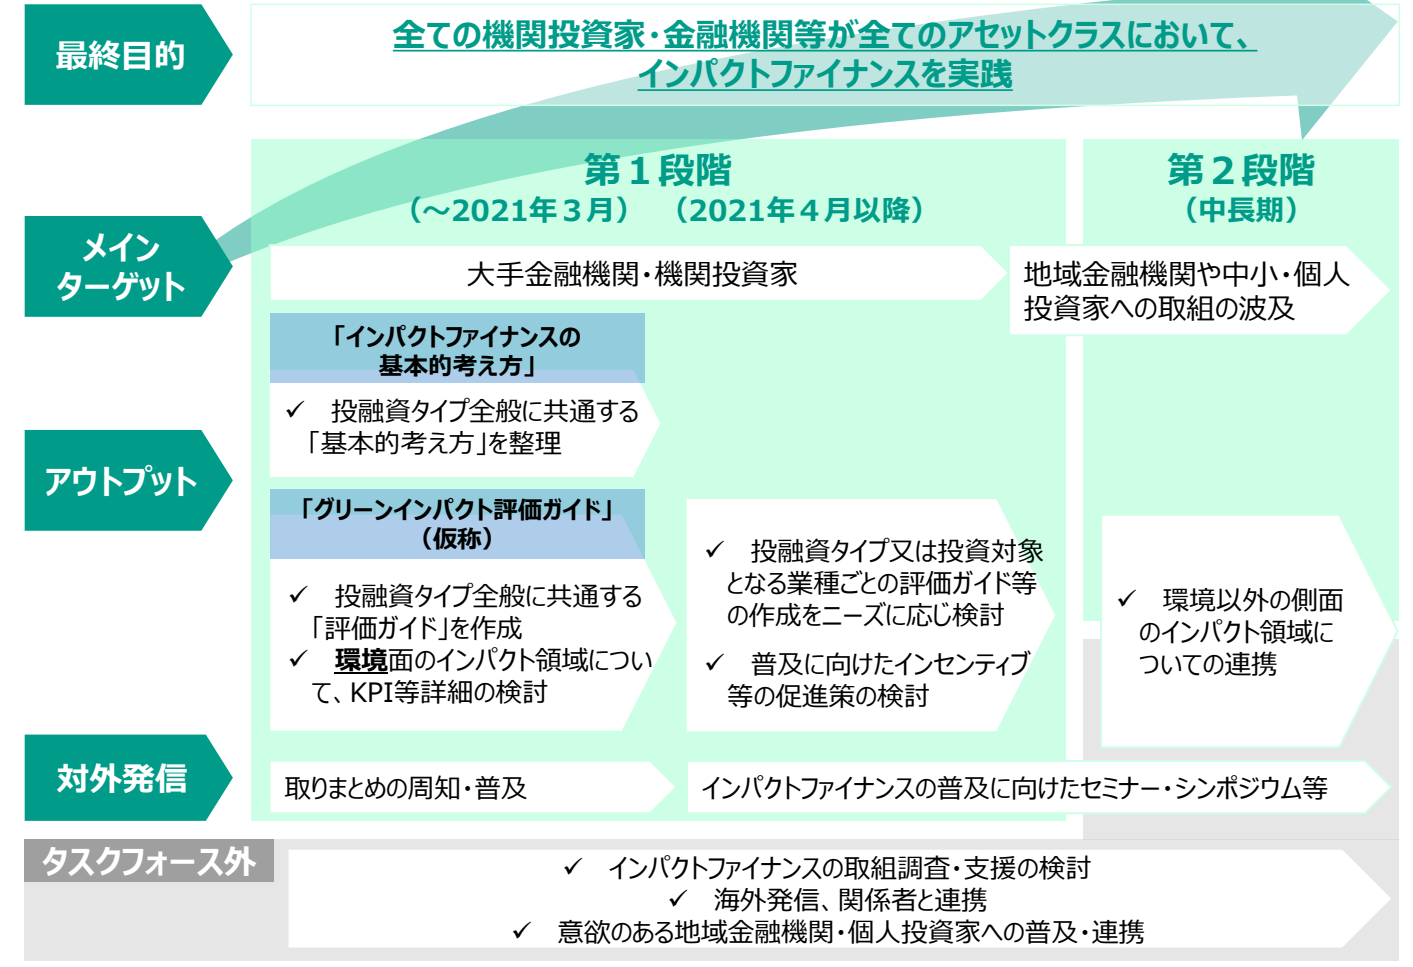 最終目的
全ての機関投資家・金融機関等が全てのアセットクラスにおいて、
インパクトファイナンスを実践
第１段階
（～2021年３月）　（2021年４月以降）
第２段階
（中長期）
メイン
ターゲット
大手金融機関・機関投資家
地域金融機関や中小・個人
投資家への取組の波及
アウトプット
「インパクトファイナンスの
基本的考え方」
✓　投融資タイプ全般に共通する
「基本的考え方」を整理
「グリーンインパクト評価ガイド」
（仮称）
✓　投融資タイプ全般に共通する
「評価ガイド」を作成
✓　環境面のインパクト領域につい
て、KPI等詳細の検討
✓　投融資タイプ又は投資対象
となる業種ごとの評価ガイド等
の作成をニーズに応じ検討
✓　普及に向けたインセンティブ
等の促進策の検討
✓　環境以外の側面
のインパクト領域に
ついての連携
対外発信
取りまとめの周知・普及
インパクトファイナンスの普及に向けたセミナー・シンポジウム等
タスクフォース外
✓　インパクトファイナンスの取組調査・支援の検討
✓　海外発信、関係者と連携
✓　意欲のある地域金融機関・個人投資家への普及・連携